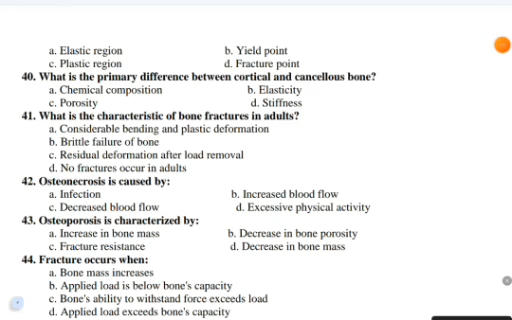 a. Elastic region b. Yield point
c. Plastic region d. Fracture point
40. What is the primary difference between cortical and cancellous bone?
a. Chemical composition b. Elasticity
c. Porosity d. Stiffness
41. What is the characteristic of bone fractures in adults?
a. Considerable bending and plastic deformation
b. Brittle failure of bone
c. Residual deformation after load removal
d. No fractures occur in adults
42. Osteonecrosis is caused by:
a. Infection b. Increased blood flow
c. Decreased blood flow d. Excessive physical activity
43. Osteoporosis is characterized by:
a. Increase in bone mass b. Decrease in bone porosity
c. Fracture resistance d. Decrease in bone mass
44. Fracture occurs when:
a. Bone mass increases
b. Applied load is below bone's capacity
c. Bone's ability to withstand force exceeds load
d. Applied load exceeds bone's capacity